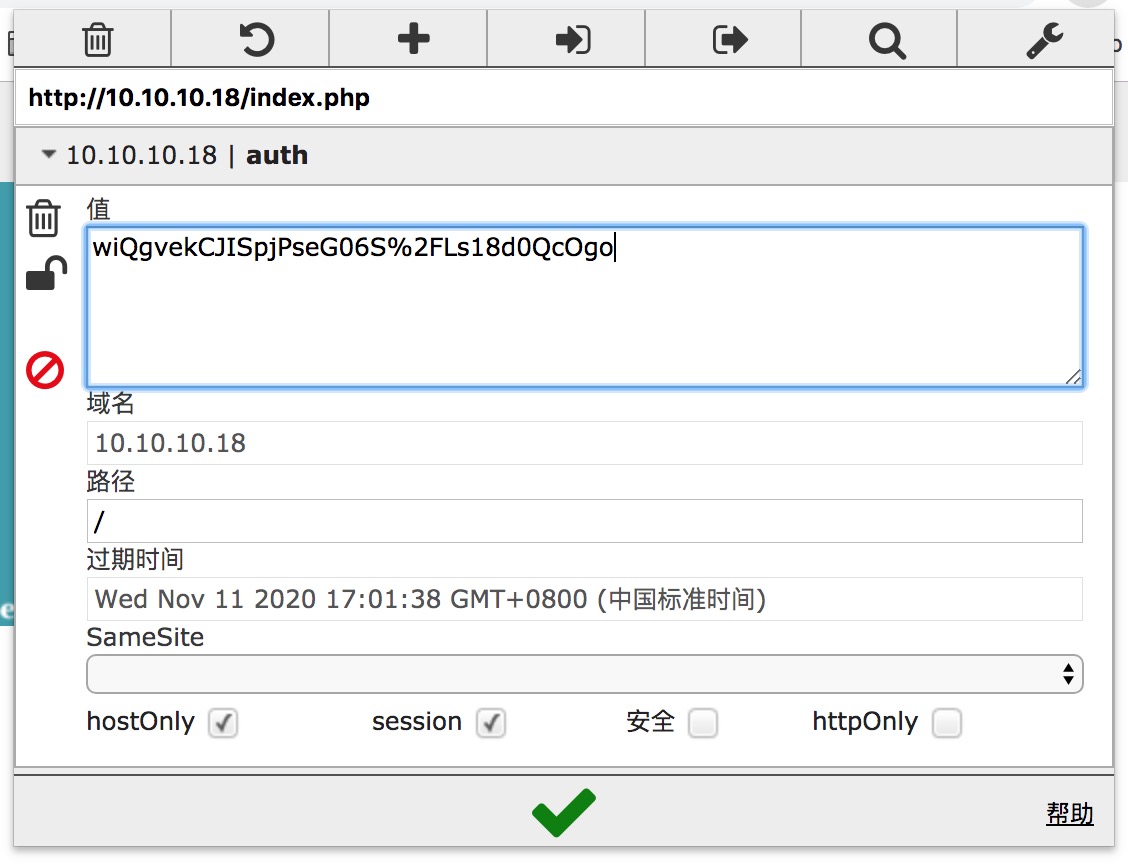 http://10.10.10.18/index.php
10.10.10.18 | auth
值
wiQgvekCJISpjPseG06S%2FLs18d0QcOgo
域名
10.10.10.18
路径
/
过期时间
Wed Nov 11 2020 17:01:38 GMT+0800 (中国标准时间)
SameSite
hostOnly session 安全 httpOnly
帮助